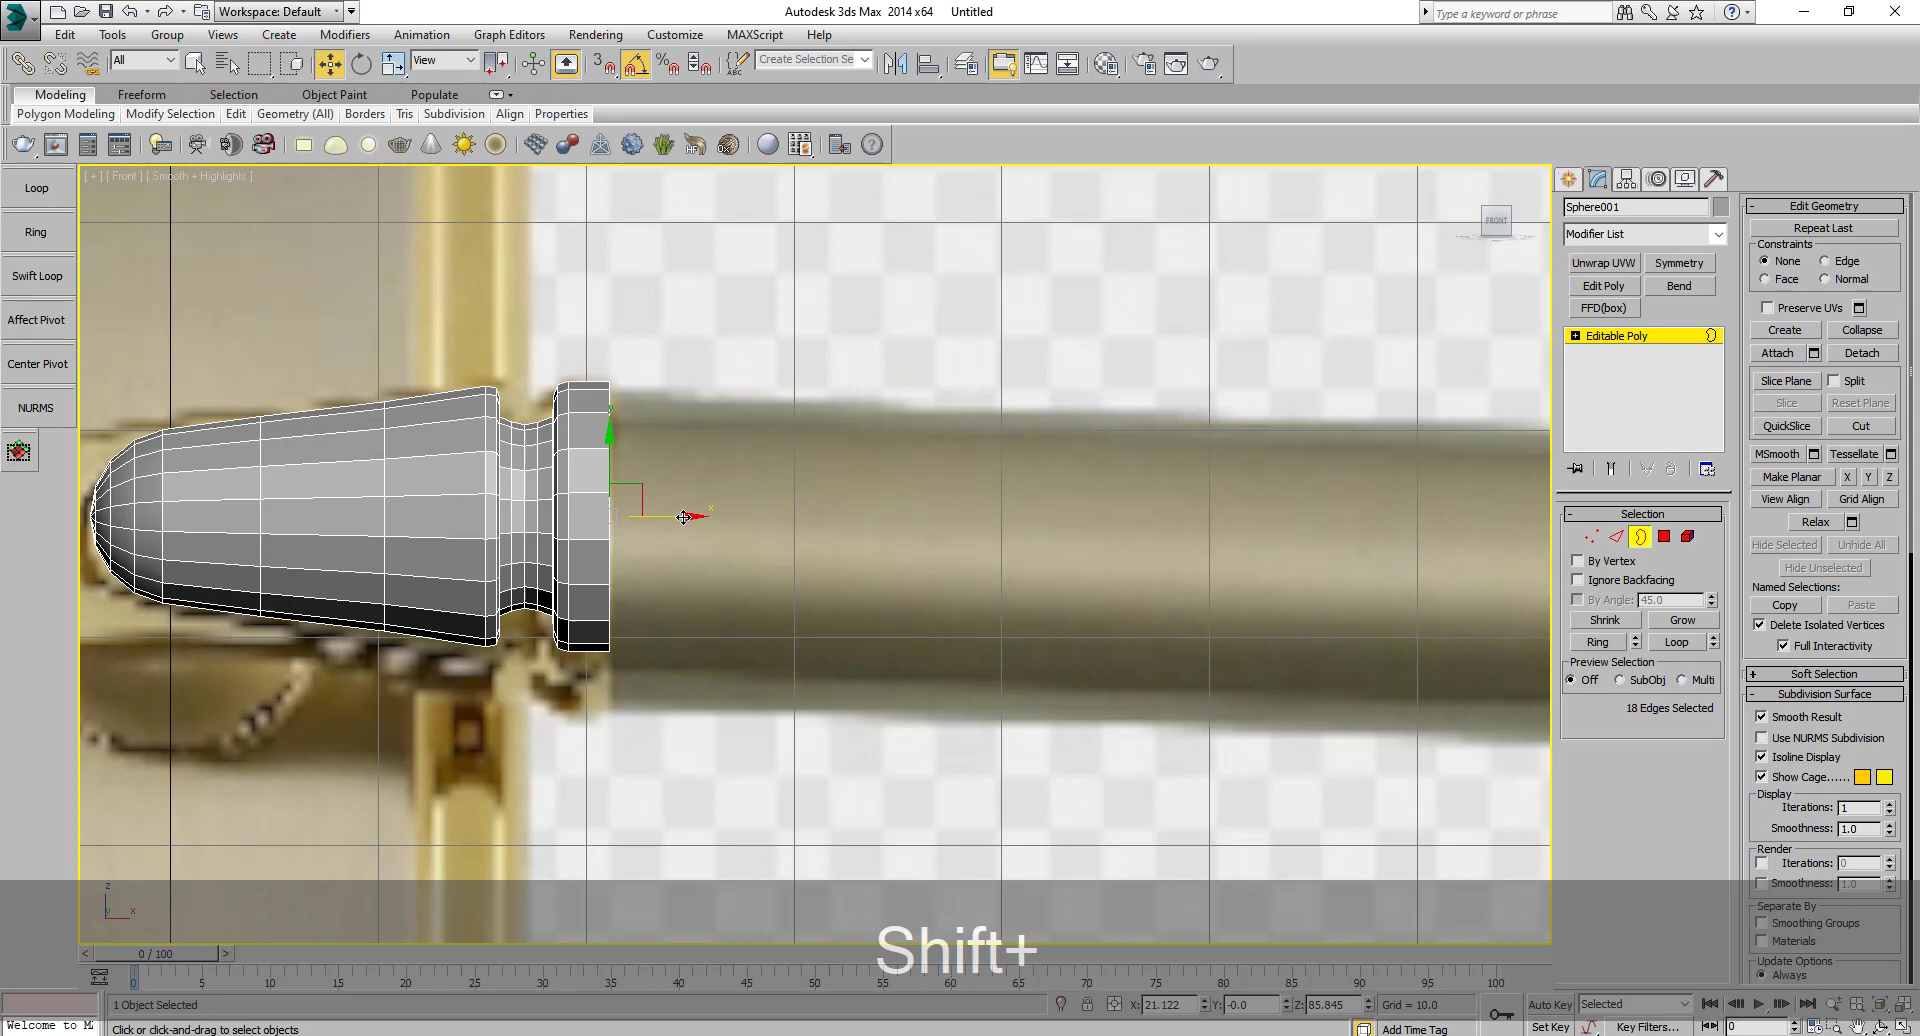 Workspace: Default
Autodesk 3ds Max 2014 x64 Untitled
Type a keyword or phrase
Edit Tools Group Views Create Modifiers Animation Graph Editors Rendering Customize MAXScript Help
All View 3 Create Selection Se
Modeling Freeform Selection Object Paint Populate
Polygon Modeling Modify Selection Edit Geometry (All) Borders Tris Subdivision Align Properties
Loop
Ring
Swift Loop
Affect Pivot
Center Pivot
NURMS
[ + ] [ Front ] [ Smooth + Highlights ]
FRONT
x
y
z
x
Shift+
Sphere001
Modifier List
Unwrap UVW Symmetry
Edit Poly Bend
FFD(box)
Editable Poly
- Selection
By Vertex
Ignore Backfacing
By Angle: 45.0
Shrink Grow
Ring Loop
Preview Selection
Off SubObj Multi
18 Edges Selected
- Edit Geometry
Repeat Last
Constraints
None Edge
Face Normal
Preserve UVs
Create Collapse
Attach Detach
Slice Plane Split
Slice Reset Plane
QuickSlice Cut
MSmooth Tessellate
Make Planar X Y Z
View Align Grid Align
Relax
Hide Selected Unhide All
Hide Unselected
Named Selections:
Copy Paste
Delete Isolated Vertices
Full Interactivity
+ Soft Selection
- Subdivision Surface
Smooth Result
Use NURMS Subdivision
Isoline Display
Show Cage......
Display
Iterations: 1
Smoothness: 1.0
Render
Iterations: 0
Smoothness: 1.0
Separate By
Smoothing Groups
Materials
Update Options
Always
< 0 / 100 >
0 5 10 15 20 25 30 35 40 45 50 55 60 65 70 75 80 85 90 95 100
1 Object Selected X: 21.122 Y: -0.0 Z: 85.845 Grid = 10.0 Auto Key Selected
Welcome to M Click or click-and-drag to select objects Add Time Tag Set Key Key Filters... 0